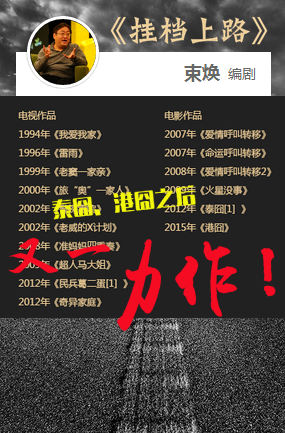 《挂档上路》
束焕 编剧
电视作品
1994年《我爱我家》
1996年《雷雨》
1999年《老窦一家亲》
2000年《旅“奥”一家人》
2002年
2002年《老威的X计划》
2003年《准妈妈四重奏》
超人马大姐》
2012年《民兵葛二蛋[1] 》
2012年《奇异家庭》
电影作品
2007年《爱情呼叫转移》
2007年《命运呼叫转移》
2008年《爱情呼叫转移2》
2009年《火星没事》
2012年《泰囧[1] 》
2015年《港囧》
泰囧、港囧之后
又一力作！